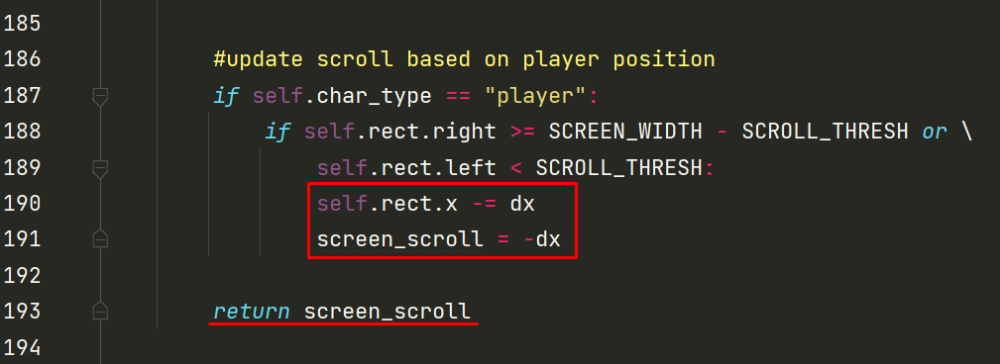 185
186 #update scroll based on player position
187 if self.char_type == "player":
188 if self.rect.right >= SCREEN_WIDTH - SCROLL_THRESH or \
189 self.rect.left < SCROLL_THRESH:
190 self.rect.x -= dx
191 screen_scroll = -dx
192
193 return screen_scroll
194